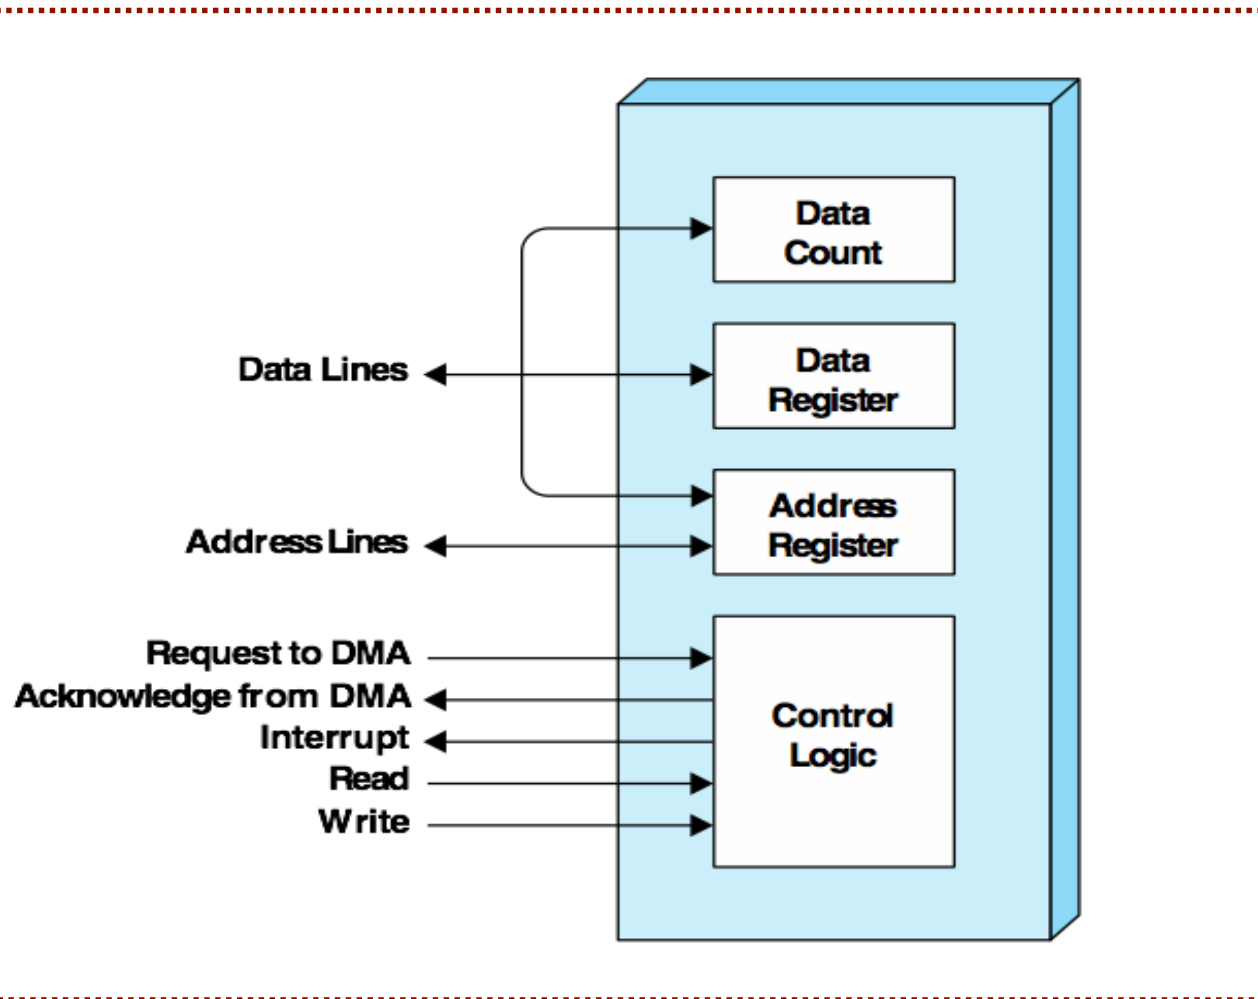 Data
Count
Data Lines
Data
Register
Address Lines
Address
Register
Request to DMA
Acknowledge from DMA
Interrupt
Read
Write
Control
Logic